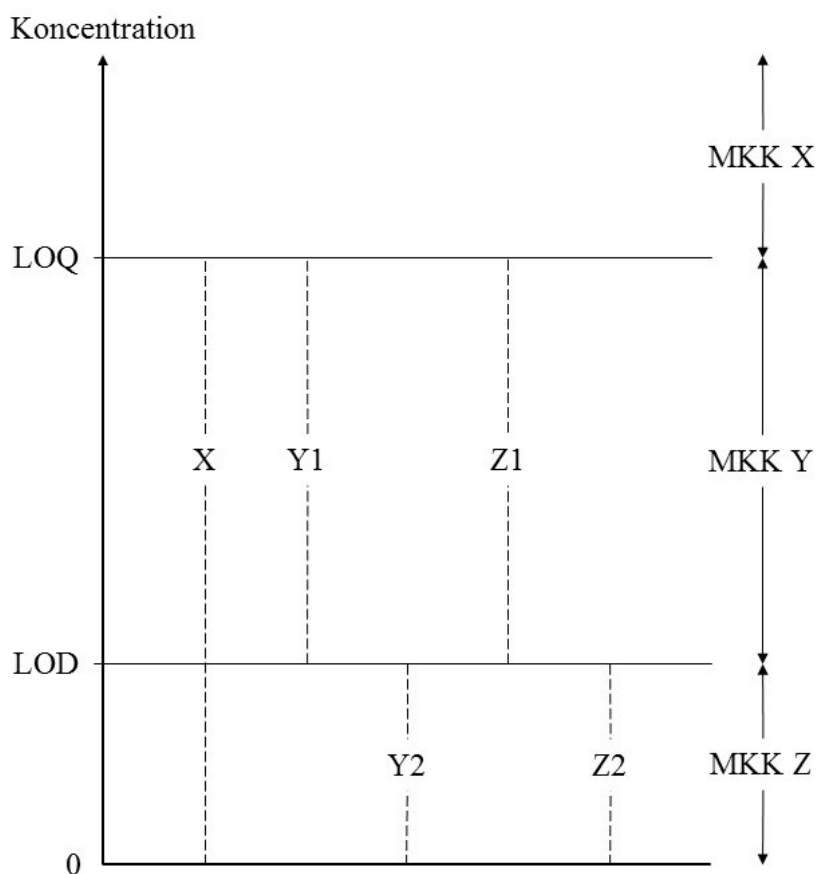 Koncentration
MKK X
LOQ
X Y1 Z1 MKK Y
LOD
Y2 Z2 MKK Z
0